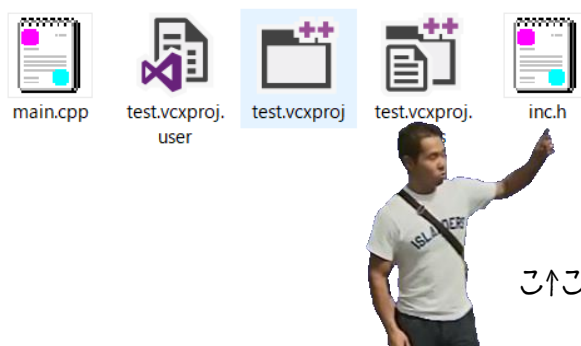 main.cpp
test.vcxproj.
user
test.vcxproj
test.vcxproj.
inc.h
ISLANDERS
こ↑こ